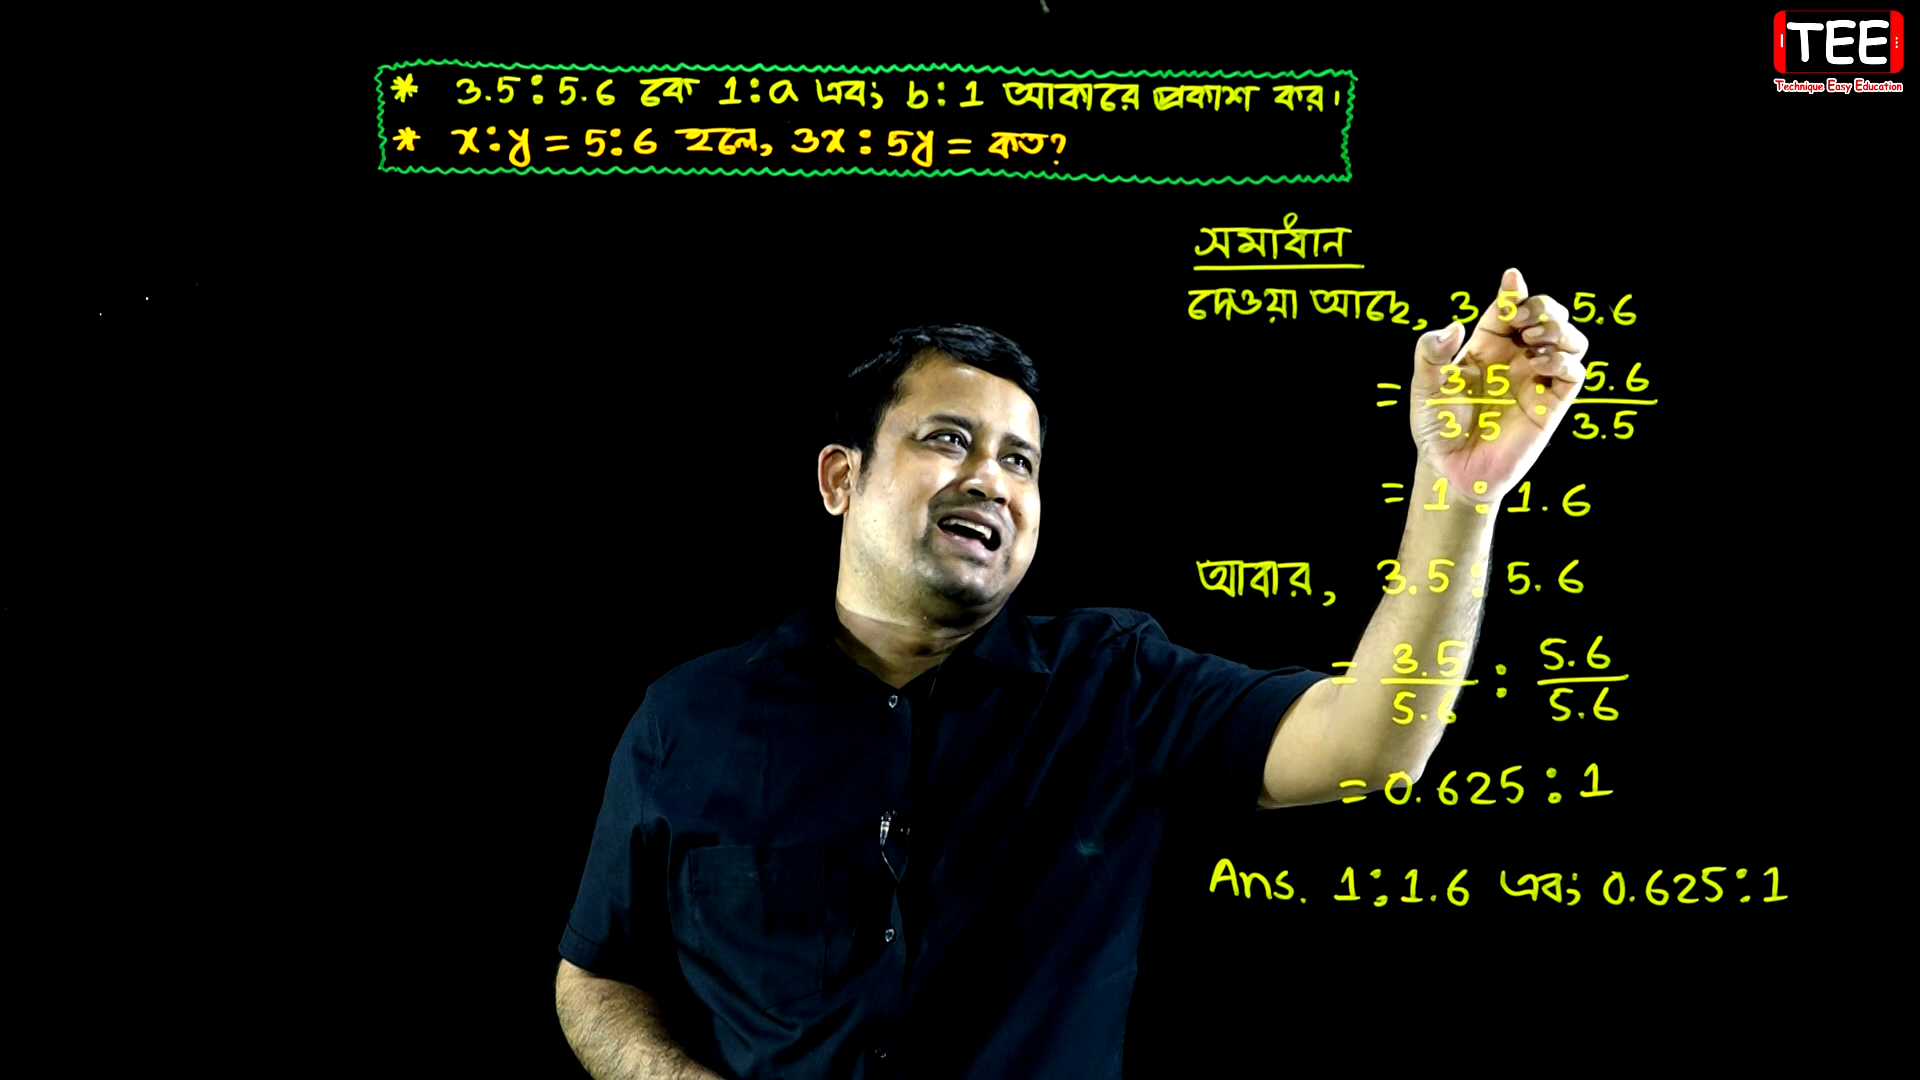 TEE
Technique Easy Education
* 3.5 : 5.6 কে 1 : a এবং b : 1 আকারে প্রকাশ কর।
* x : y = 5 : 6 হলে, 3x : 5y = কত?
সমাধান
দেওয়া আছে, 3.5 : 5.6
= 3.5/3.5 : 5.6/3.5
= 1 : 1.6
আবার, 3.5 : 5.6
= 3.5/5.6 : 5.6/5.6
= 0.625 : 1
Ans. 1 : 1.6 এবং 0.625 : 1